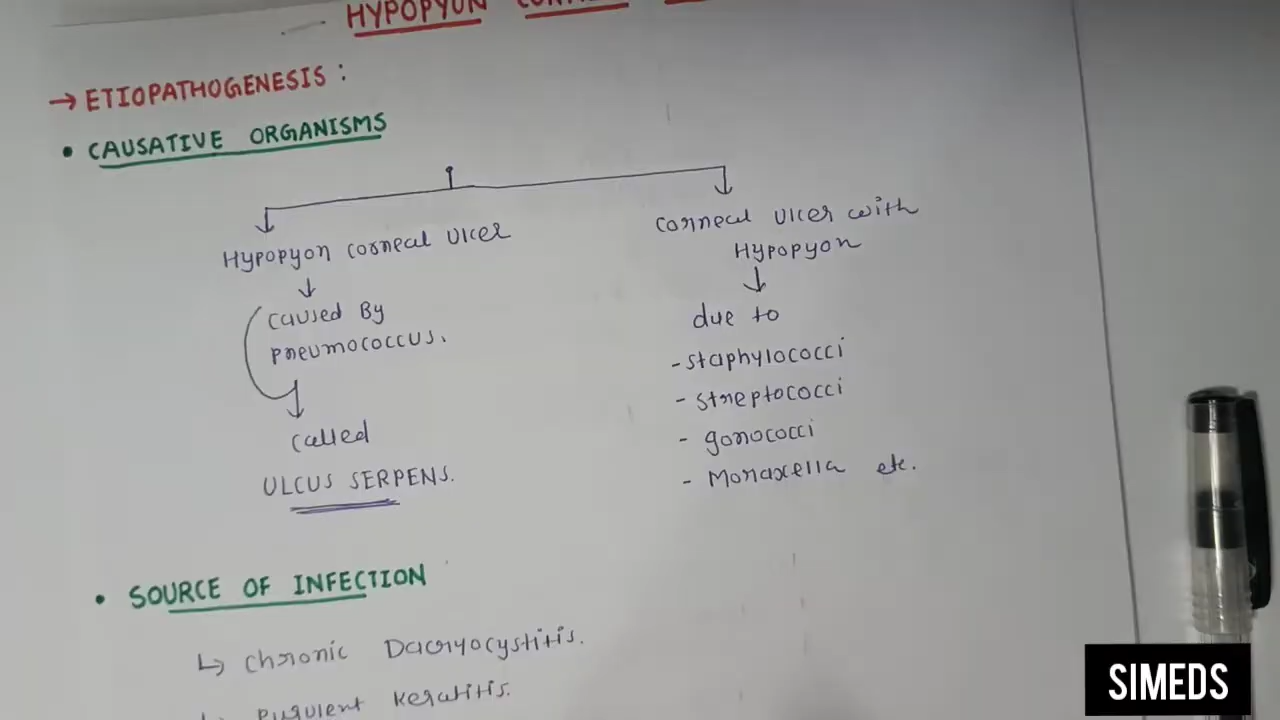 HYPOPYON
→ ETIOPATHOGENESIS :
• CAUSATIVE ORGANISMS
Hypopyon corneal ulcer
caused By
pneumococcus.
called
ULCUS SERPENS.
corneal ulcer with
Hypopyon
due to
- staphylococci
- streptococci
- gonococci
- Moraxella etc.
• SOURCE OF INFECTION
↳ chronic Dacryocystitis.
↳ purulent keratitis.
SIMEDS